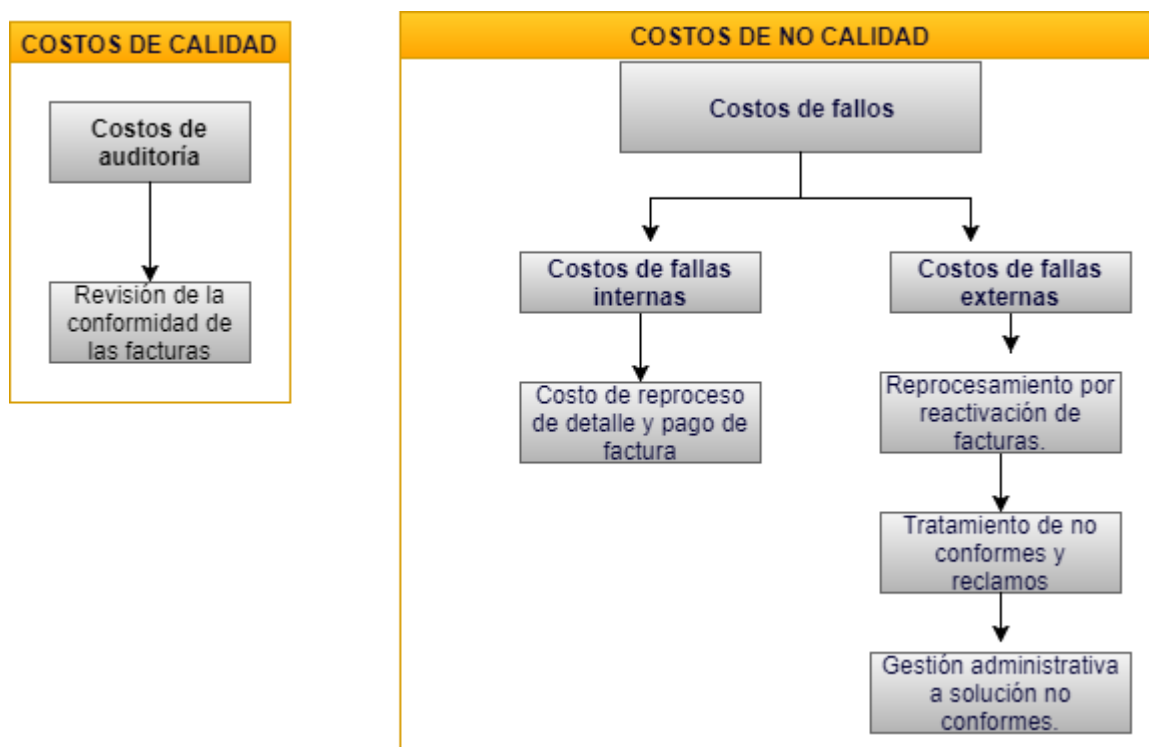 COSTOS DE CALIDAD
Costos de
auditoría
Revisión de la
conformidad de
las facturas
COSTOS DE NO CALIDAD
Costos de fallos
Costos de fallas
internas
Costo de reproceso
de detalle y pago de
factura
Costos de fallas
externas
Reprocesamiento por
reactivación de
facturas.
Tratamiento de no
conformes y
reclamos
Gestión administrativa
a solución no
conformes.